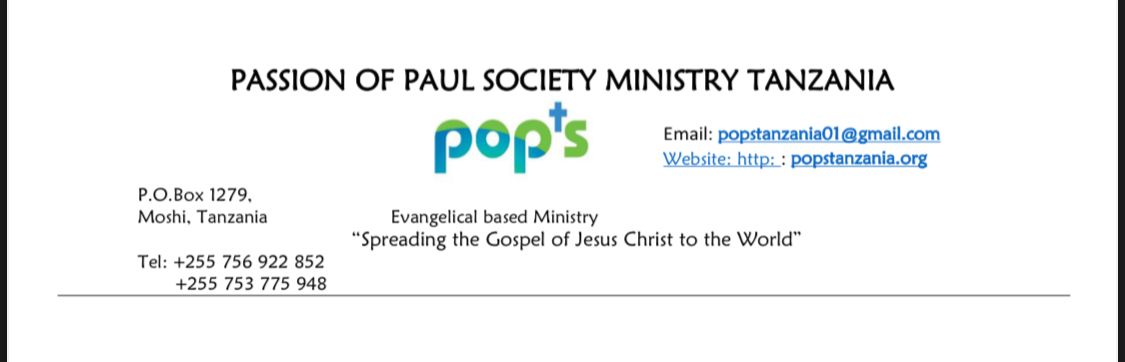 PASSION OF PAUL SOCIETY MINISTRY TANZANIA
pop's
Email: popstanzania01@gmail.com
Website: http: : popstanzania.org
P.O.Box 1279,
Moshi, Tanzania
Evangelical based Ministry
“Spreading the Gospel of Jesus Christ to the World”
Tel: +255 756 922 852
+255 753 775 948